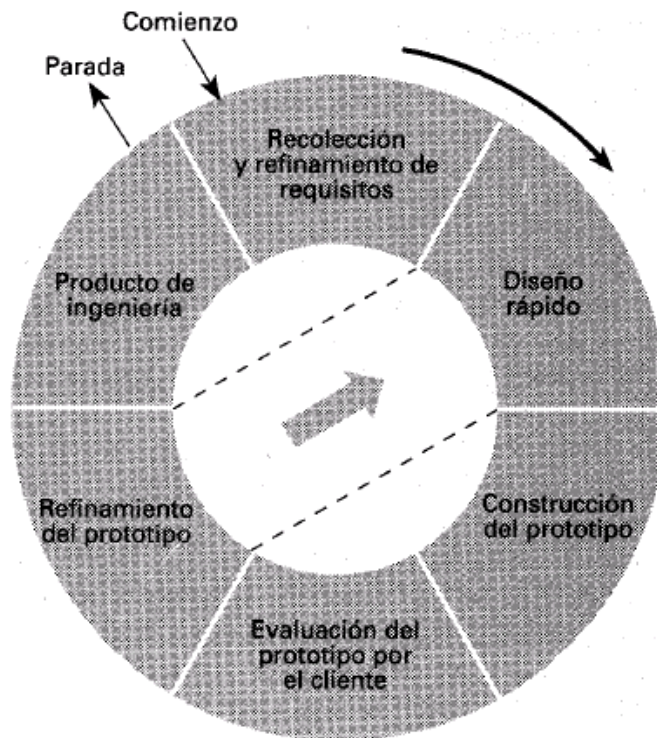 Comienzo
Parada
Recolección
y refinamiento de
requisitos
Diseño
rápido
Construcción
del prototipo
Evaluación del
prototipo por
el cliente
Refinamiento
del prototipo
Producto de
ingeniería